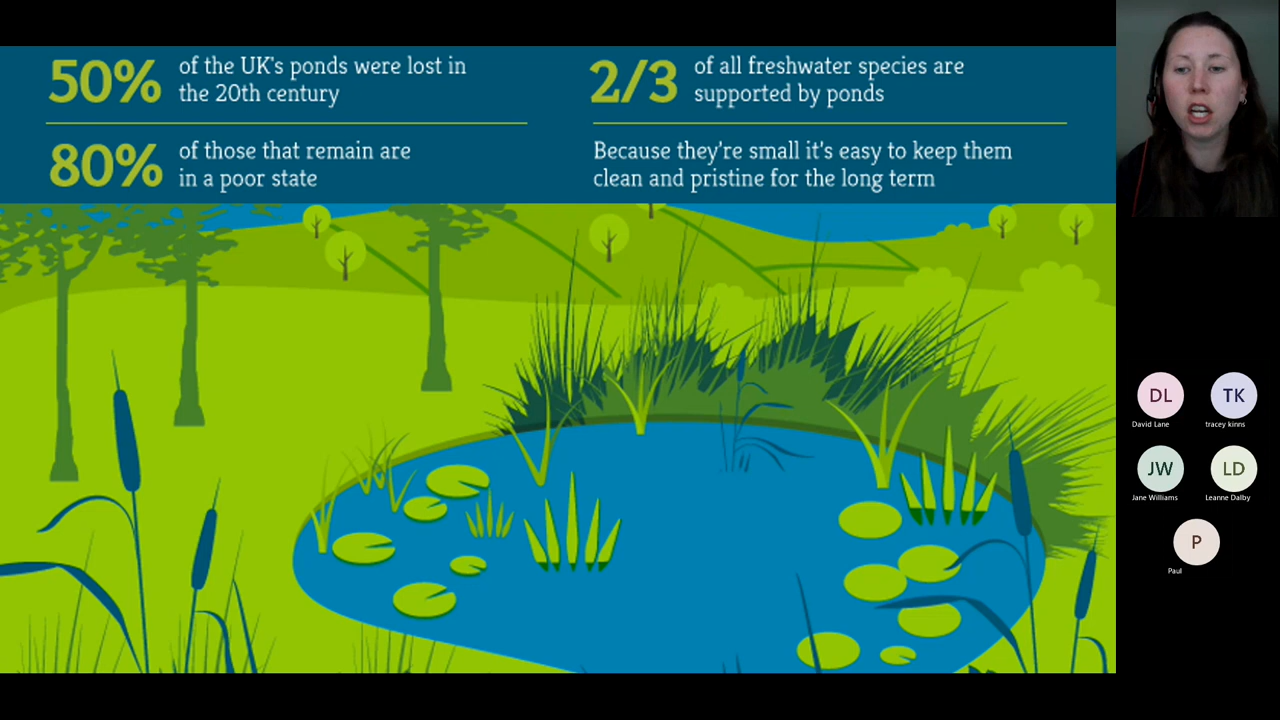 50%
of the UK's ponds were lost in
the 20th century
80%
of those that remain are
in a poor state
2/3
of all freshwater species are
supported by ponds
Because they're small it's easy to keep them
clean and pristine for the long term
DL
David Lane
TK
tracey kinns
JW
Jane Williams
LD
Leanne Dalby
P
Paul